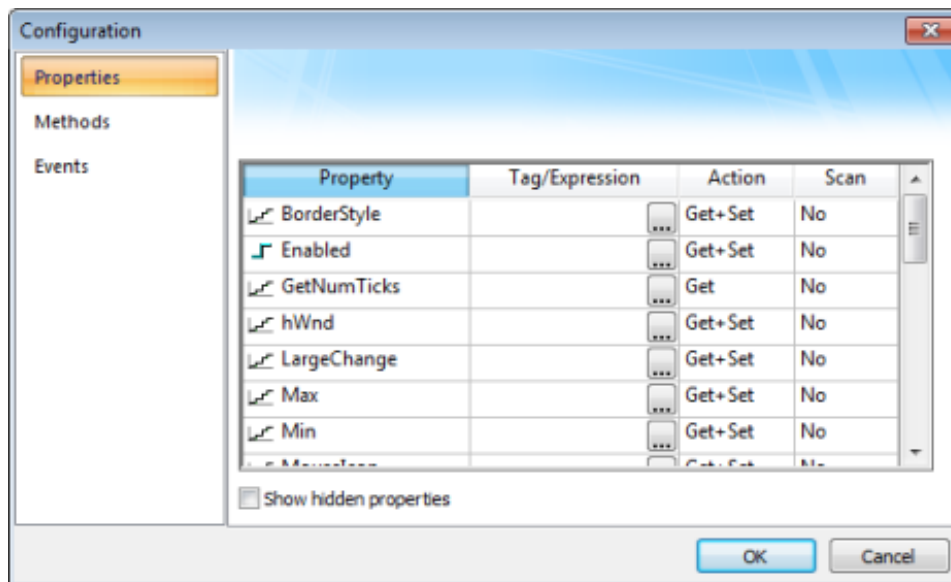 Configuration
Properties
Methods
Events
Property Tag/Expression Action Scan
BorderStyle ... Get+Set No
Enabled ... Get+Set No
GetNumTicks ... Get No
hWnd ... Get+Set No
LargeChange ... Get+Set No
Max ... Get+Set No
Min ... Get+Set No
Show hidden properties
OK Cancel